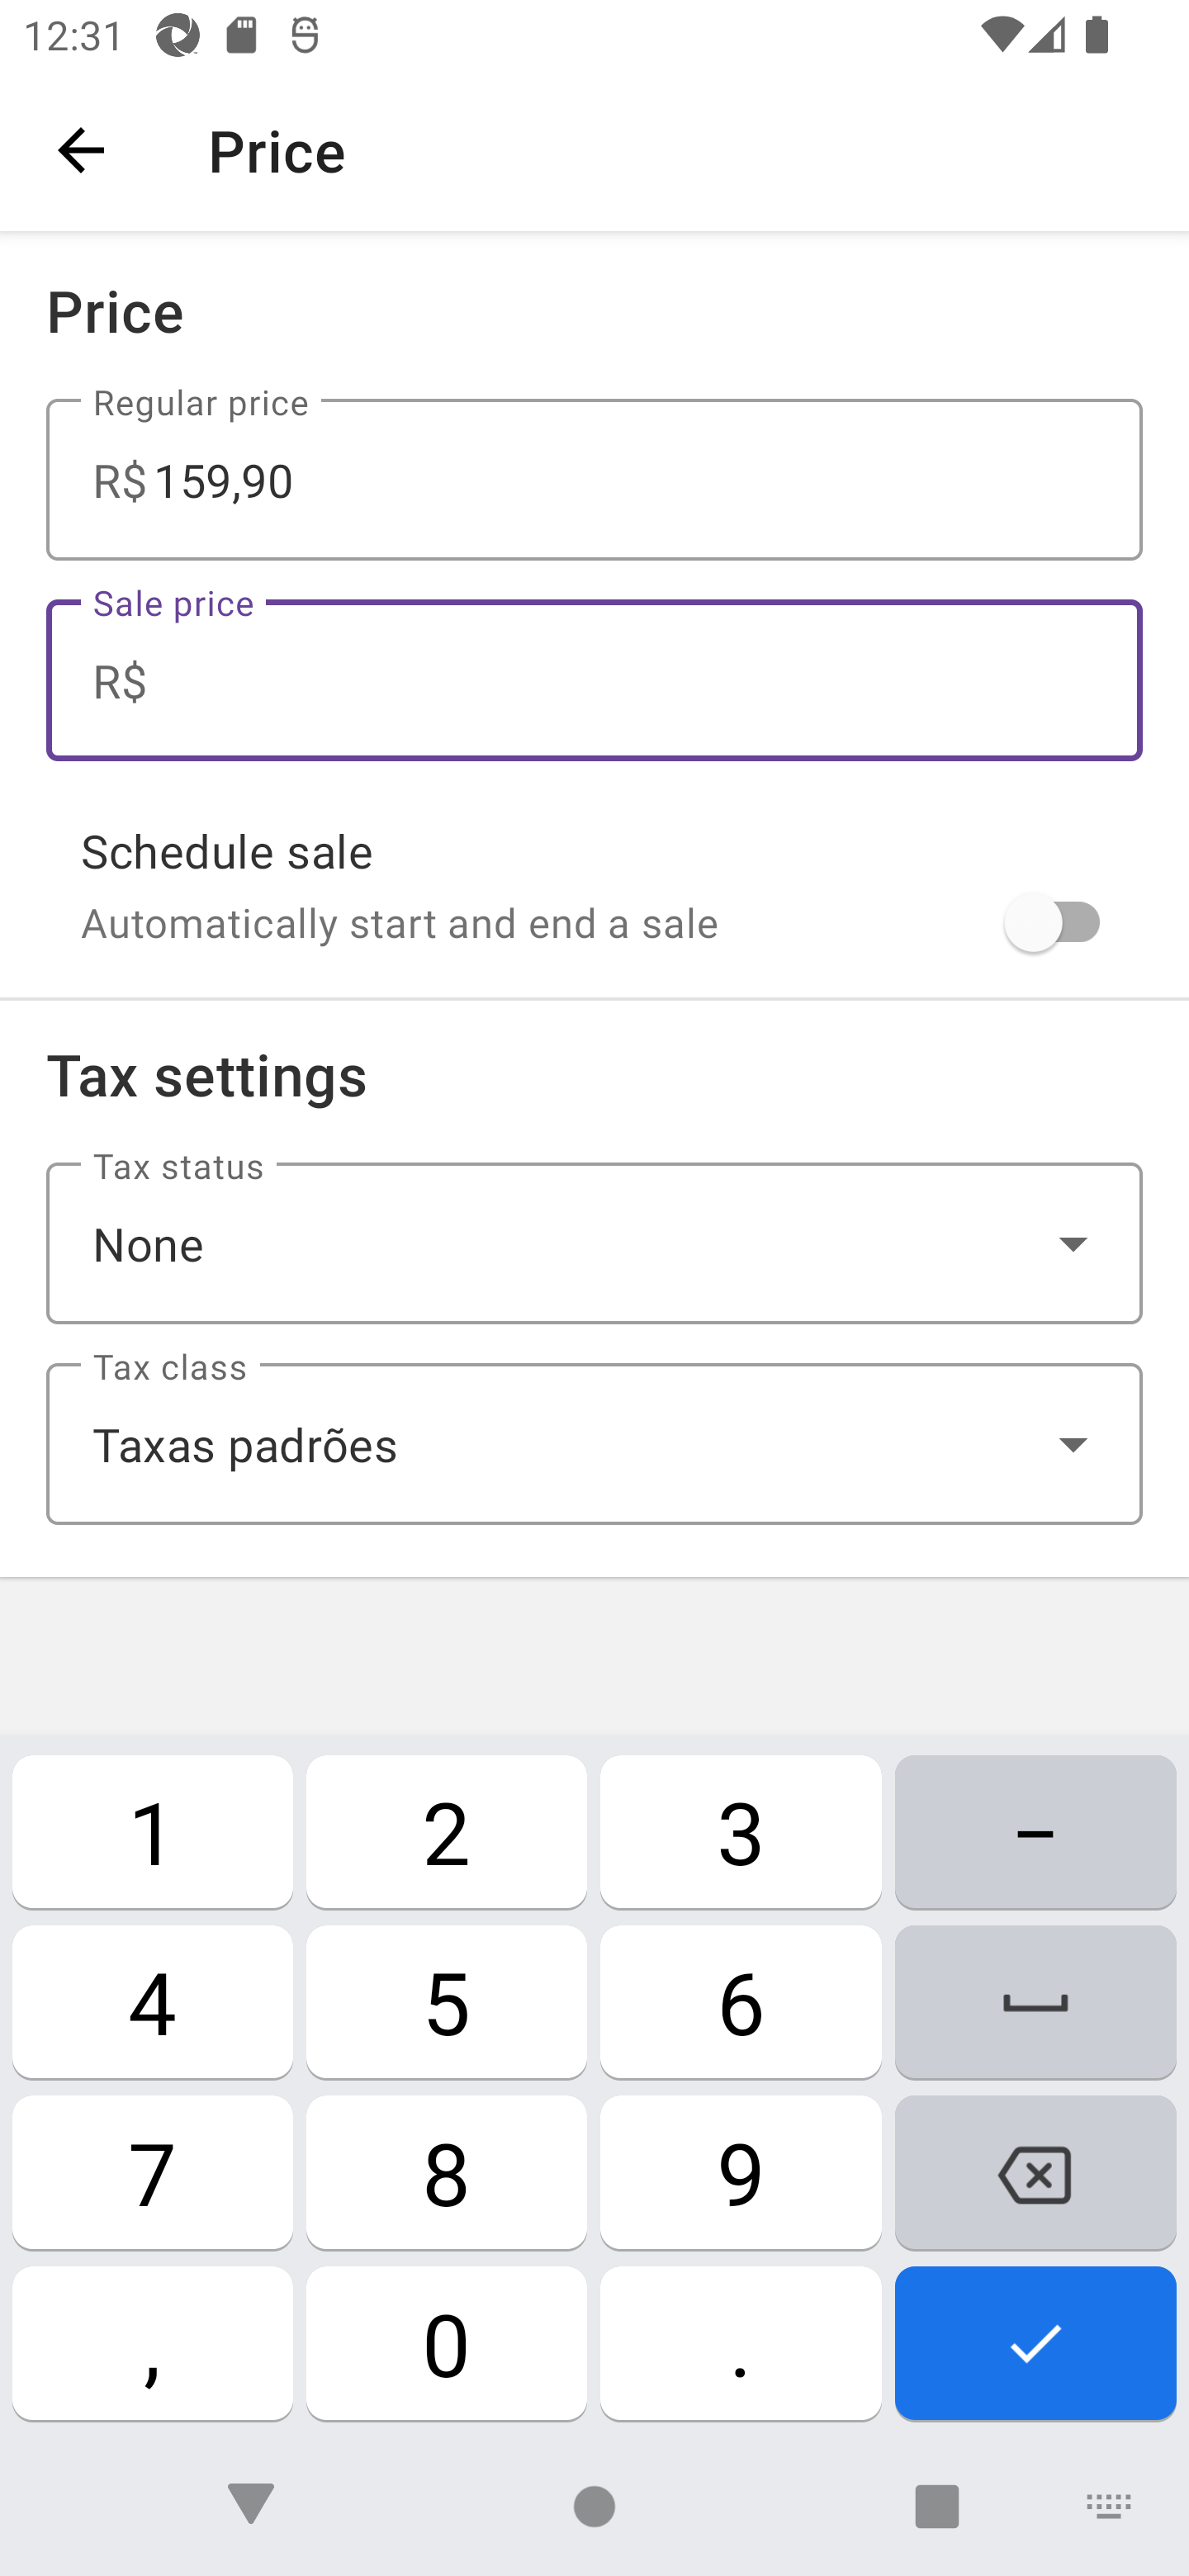 12:31
Price
Price
Regular price
R$ 159,90
Sale price
R$
Schedule sale
Automatically start and end a sale
Tax settings
Tax status
None
Tax class
Taxas padrões
1 2 3 –
4 5 6
7 8 9
, 0 .